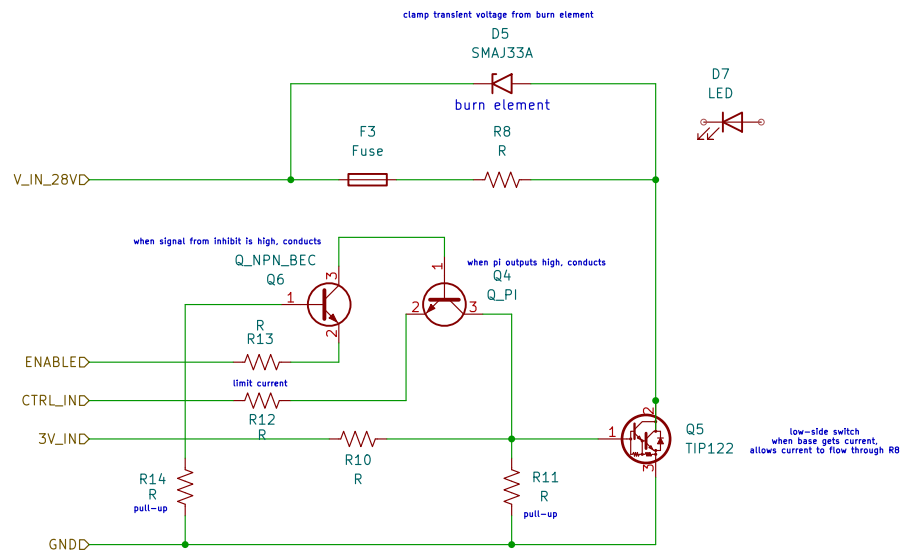 clamp transient voltage from burn element
D5
SMAJ33A
burn element
D7
LED
F3
Fuse
R8
R
V_IN_28V
when signal from inhibit is high, conducts
Q_NPN_BEC
Q6
3
1
2
when pi outputs high, conducts
Q4
Q_PI
1
2
3
R
R13
ENABLE
limit current
CTRL_IN
R12
R
3V_IN
R10
R
1
2
3
Q5
TIP122
low-side switch
when base gets current,
allows current to flow through R8
R14
R
pull-up
R11
R
pull-up
GND